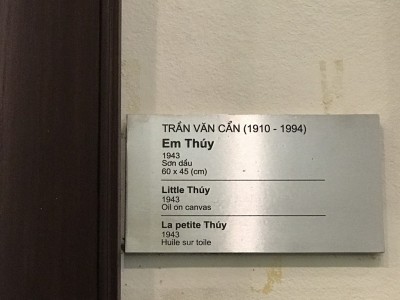 TRẦN VĂN CẨN (1910 - 1994)
Em Thúy
1943
Sơn dầu
60 x 45 (cm)
Little Thúy
1943
Oil on canvas
La petite Thúy
1943
Huile sur toile